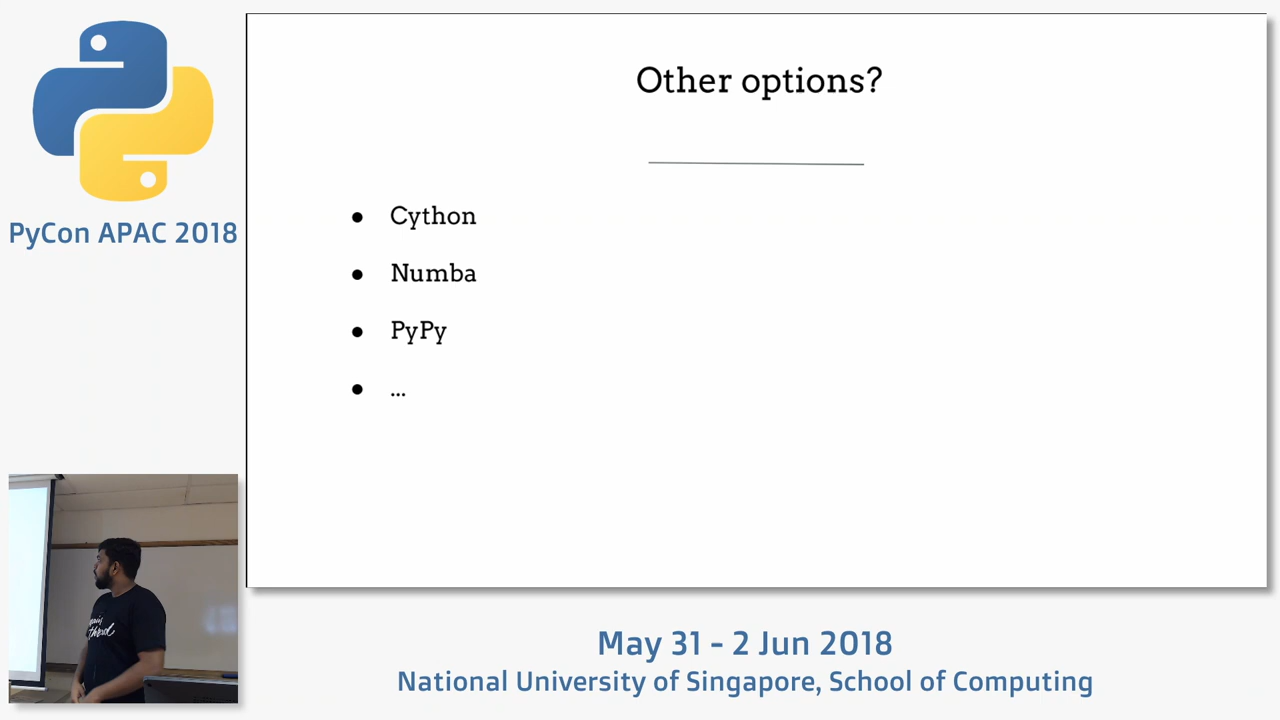 PyCon APAC 2018
Other options?
● Cython
● Numba
● PyPy
● ...
May 31 - 2 Jun 2018
National University of Singapore, School of Computing